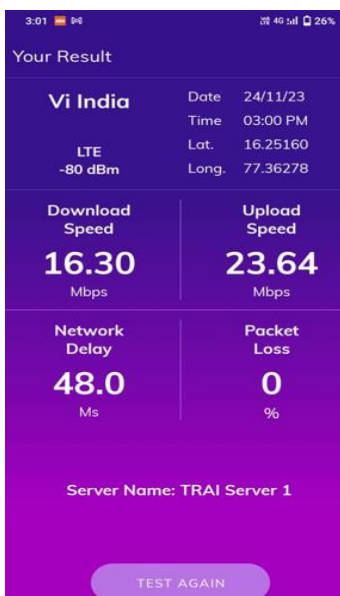 3:01 4G 26%
Your Result
Vi India
LTE
-80 dBm
Date 24/11/23
Time 03:00 PM
Lat. 16.25160
Long. 77.36278
Download
Speed
16.30
Mbps
Upload
Speed
23.64
Mbps
Network
Delay
48.0
Ms
Packet
Loss
0
%
Server Name: TRAI Server 1
TEST AGAIN